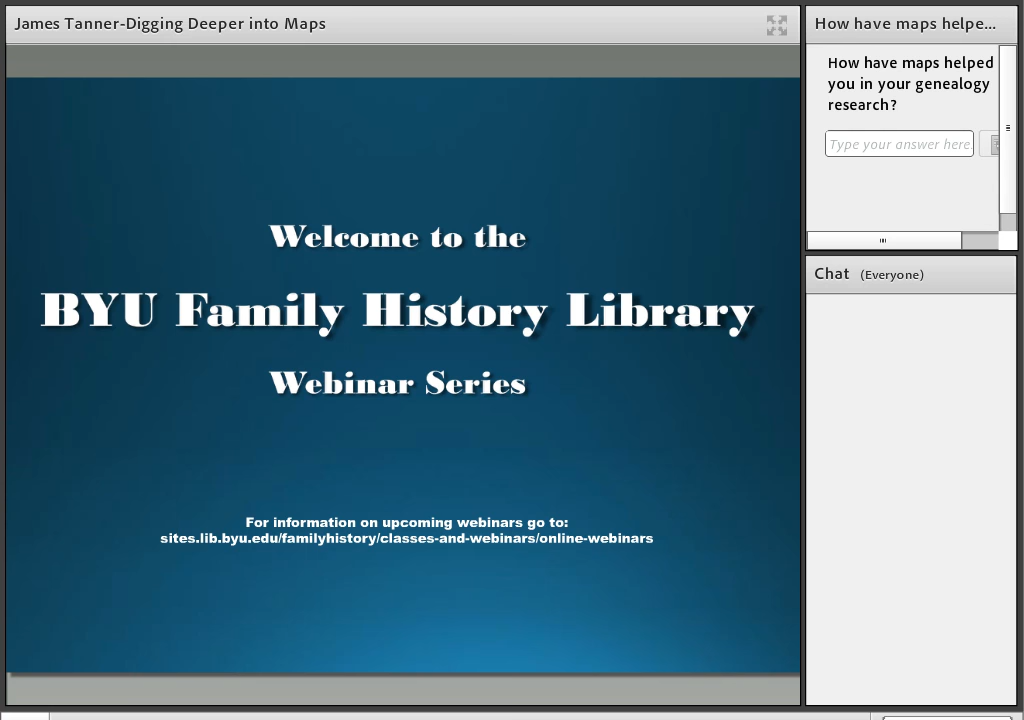 James Tanner-Digging Deeper into Maps
Welcome to the
BYU Family History Library
Webinar Series
For information on upcoming webinars go to:
sites.lib.byu.edu/familyhistory/classes-and-webinars/online-webinars
How have maps helpe...
How have maps helped
you in your genealogy
research?
Type your answer here.
Chat (Everyone)